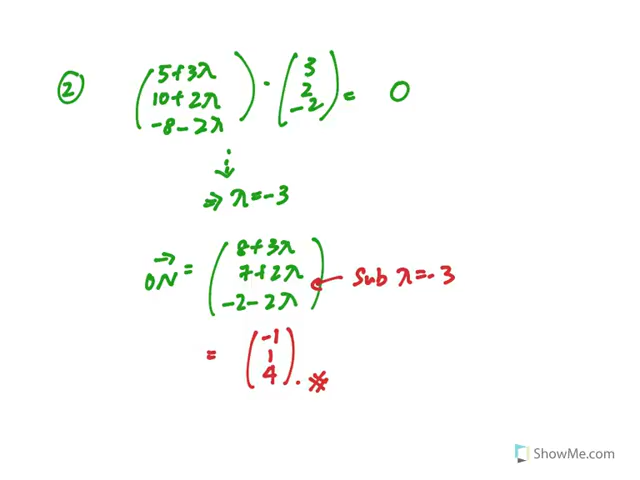 ② (5+3λ 10+2λ -8-2λ) · (3 2 -2) = 0
⇒ λ=-3
ON = (8+3λ 7+2λ -2-2λ) Sub λ=-3
= (-1 1 4).
ShowMe.com